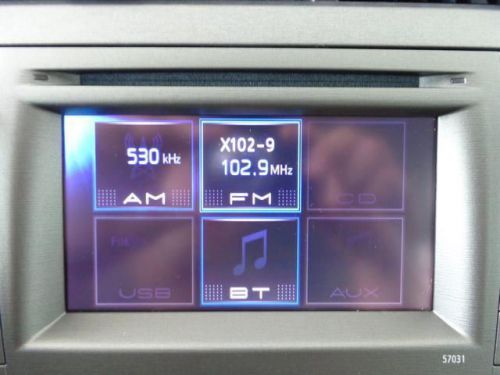 530 kHz
X102-9
102.9 MHz
AM
FM
CD
USB
BT
AUX
57031